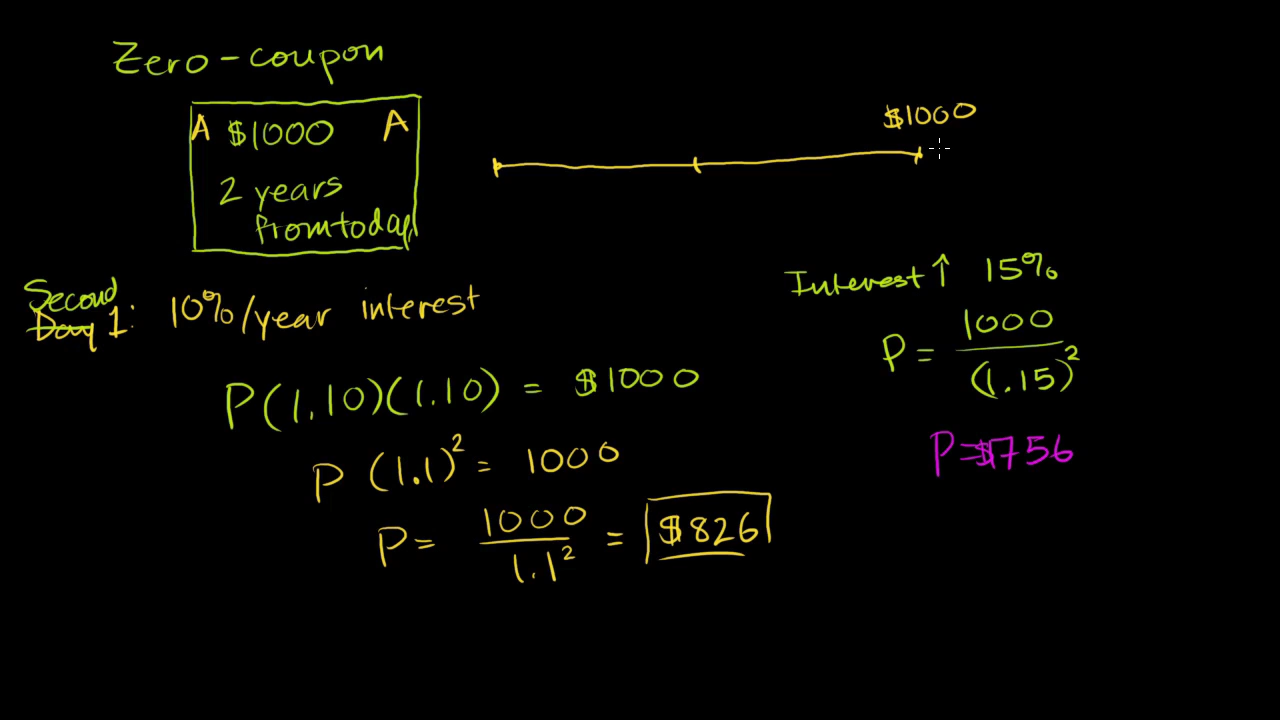 Zero-coupon
A $1000 A
2 years
from today
$1000
Second
Day 1: 10%/year interest
P(1.10)(1.10) = $1000
P (1.1)² = 1000
P = 1000 / 1.1² = $826
Interest ↑ 15%
P = 1000 / (1.15)²
P=$756